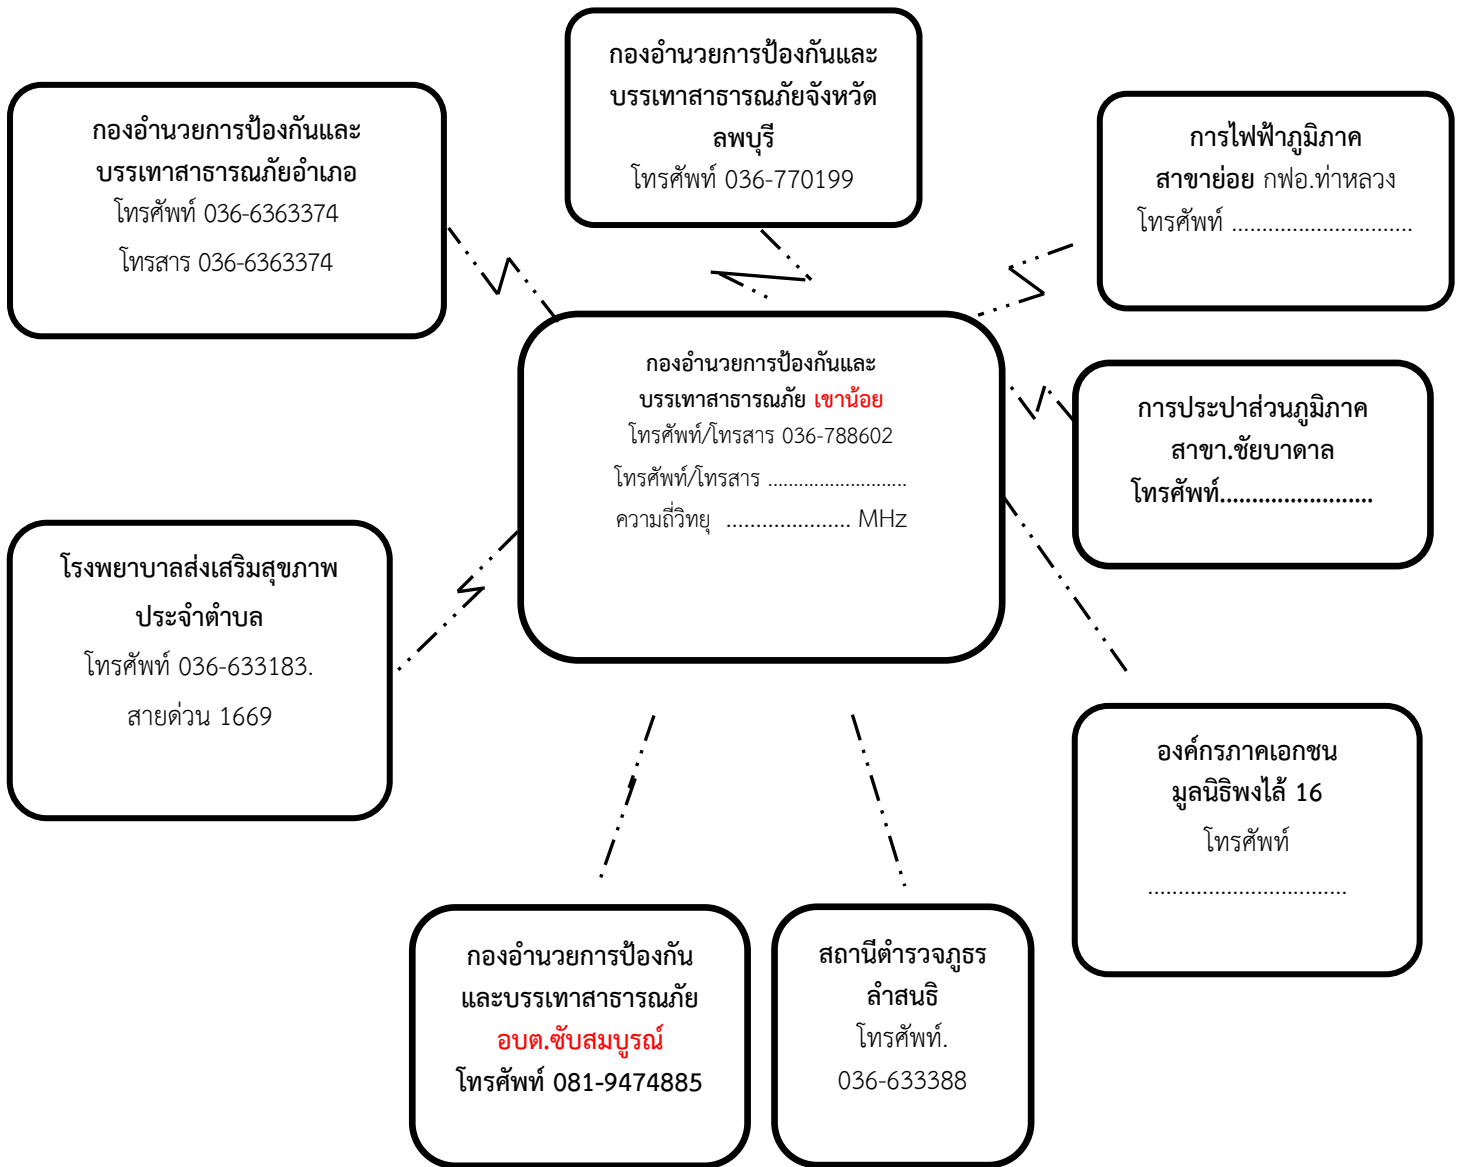 กองอำนวยการป้องกันและ
บรรเทาสาธารณภัยจังหวัด
ลพบุรี
โทรศัพท์ 036-770199
กองอำนวยการป้องกันและ
บรรเทาสาธารณภัยอำเภอ
โทรศัพท์ 036-6363374
โทรสาร 036-6363374
การไฟฟ้าภูมิภาค
สาขาย่อย กฟอ.ท่าหลวง
โทรศัพท์ ..............................
กองอำนวยการป้องกันและ
บรรเทาสาธารณภัย เขาน้อย
โทรศัพท์/โทรสาร 036-788602
โทรศัพท์/โทรสาร ...........................
ความถี่วิทยุ ..................... MHz
การประปาส่วนภูมิภาค
สาขา.ชัยบาดาล
โทรศัพท์........................
โรงพยาบาลส่งเสริมสุขภาพ
ประจำตำบล
โทรศัพท์ 036-633183.
สายด่วน 1669
องค์กรภาคเอกชน
มูลนิธิพงไล้ 16
โทรศัพท์
.................................
กองอำนวยการป้องกัน
และบรรเทาสาธารณภัย
อบต.ซับสมบูรณ์
โทรศัพท์ 081-9474885
สถานีตำรวจภูธร
ลำสนธิ
โทรศัพท์.
036-633388